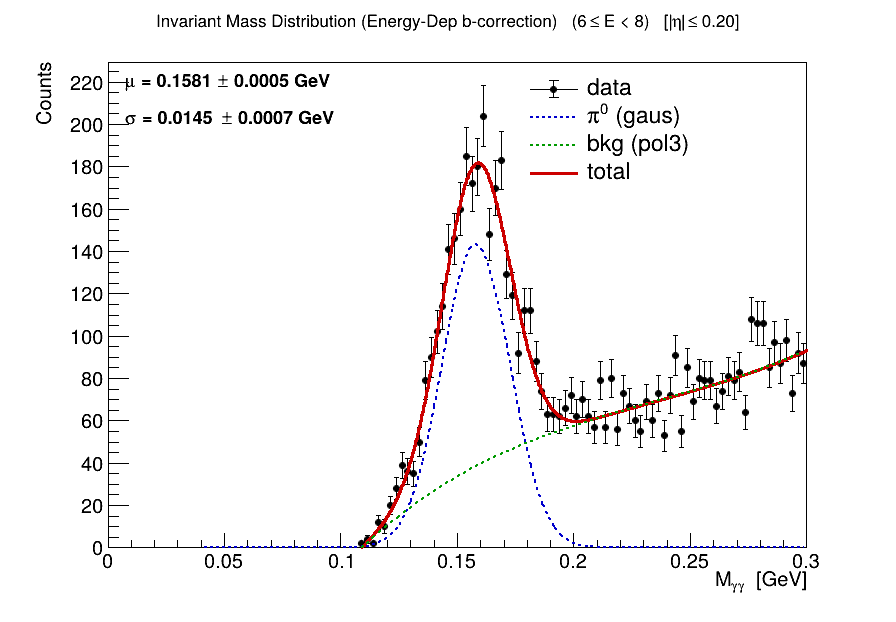 Invariant Mass Distribution (Energy-Dep b-correction) (6 ≤ E < 8) [|η| ≤ 0.20]
Counts
μ = 0.1581 ± 0.0005 GeV
σ = 0.0145 ± 0.0007 GeV
data
π⁰ (gaus)
bkg (pol3)
total
220
200
180
160
140
120
100
80
60
40
20
0
0 0.05 0.1 0.15 0.2 0.25 0.3
M_γγ [GeV]